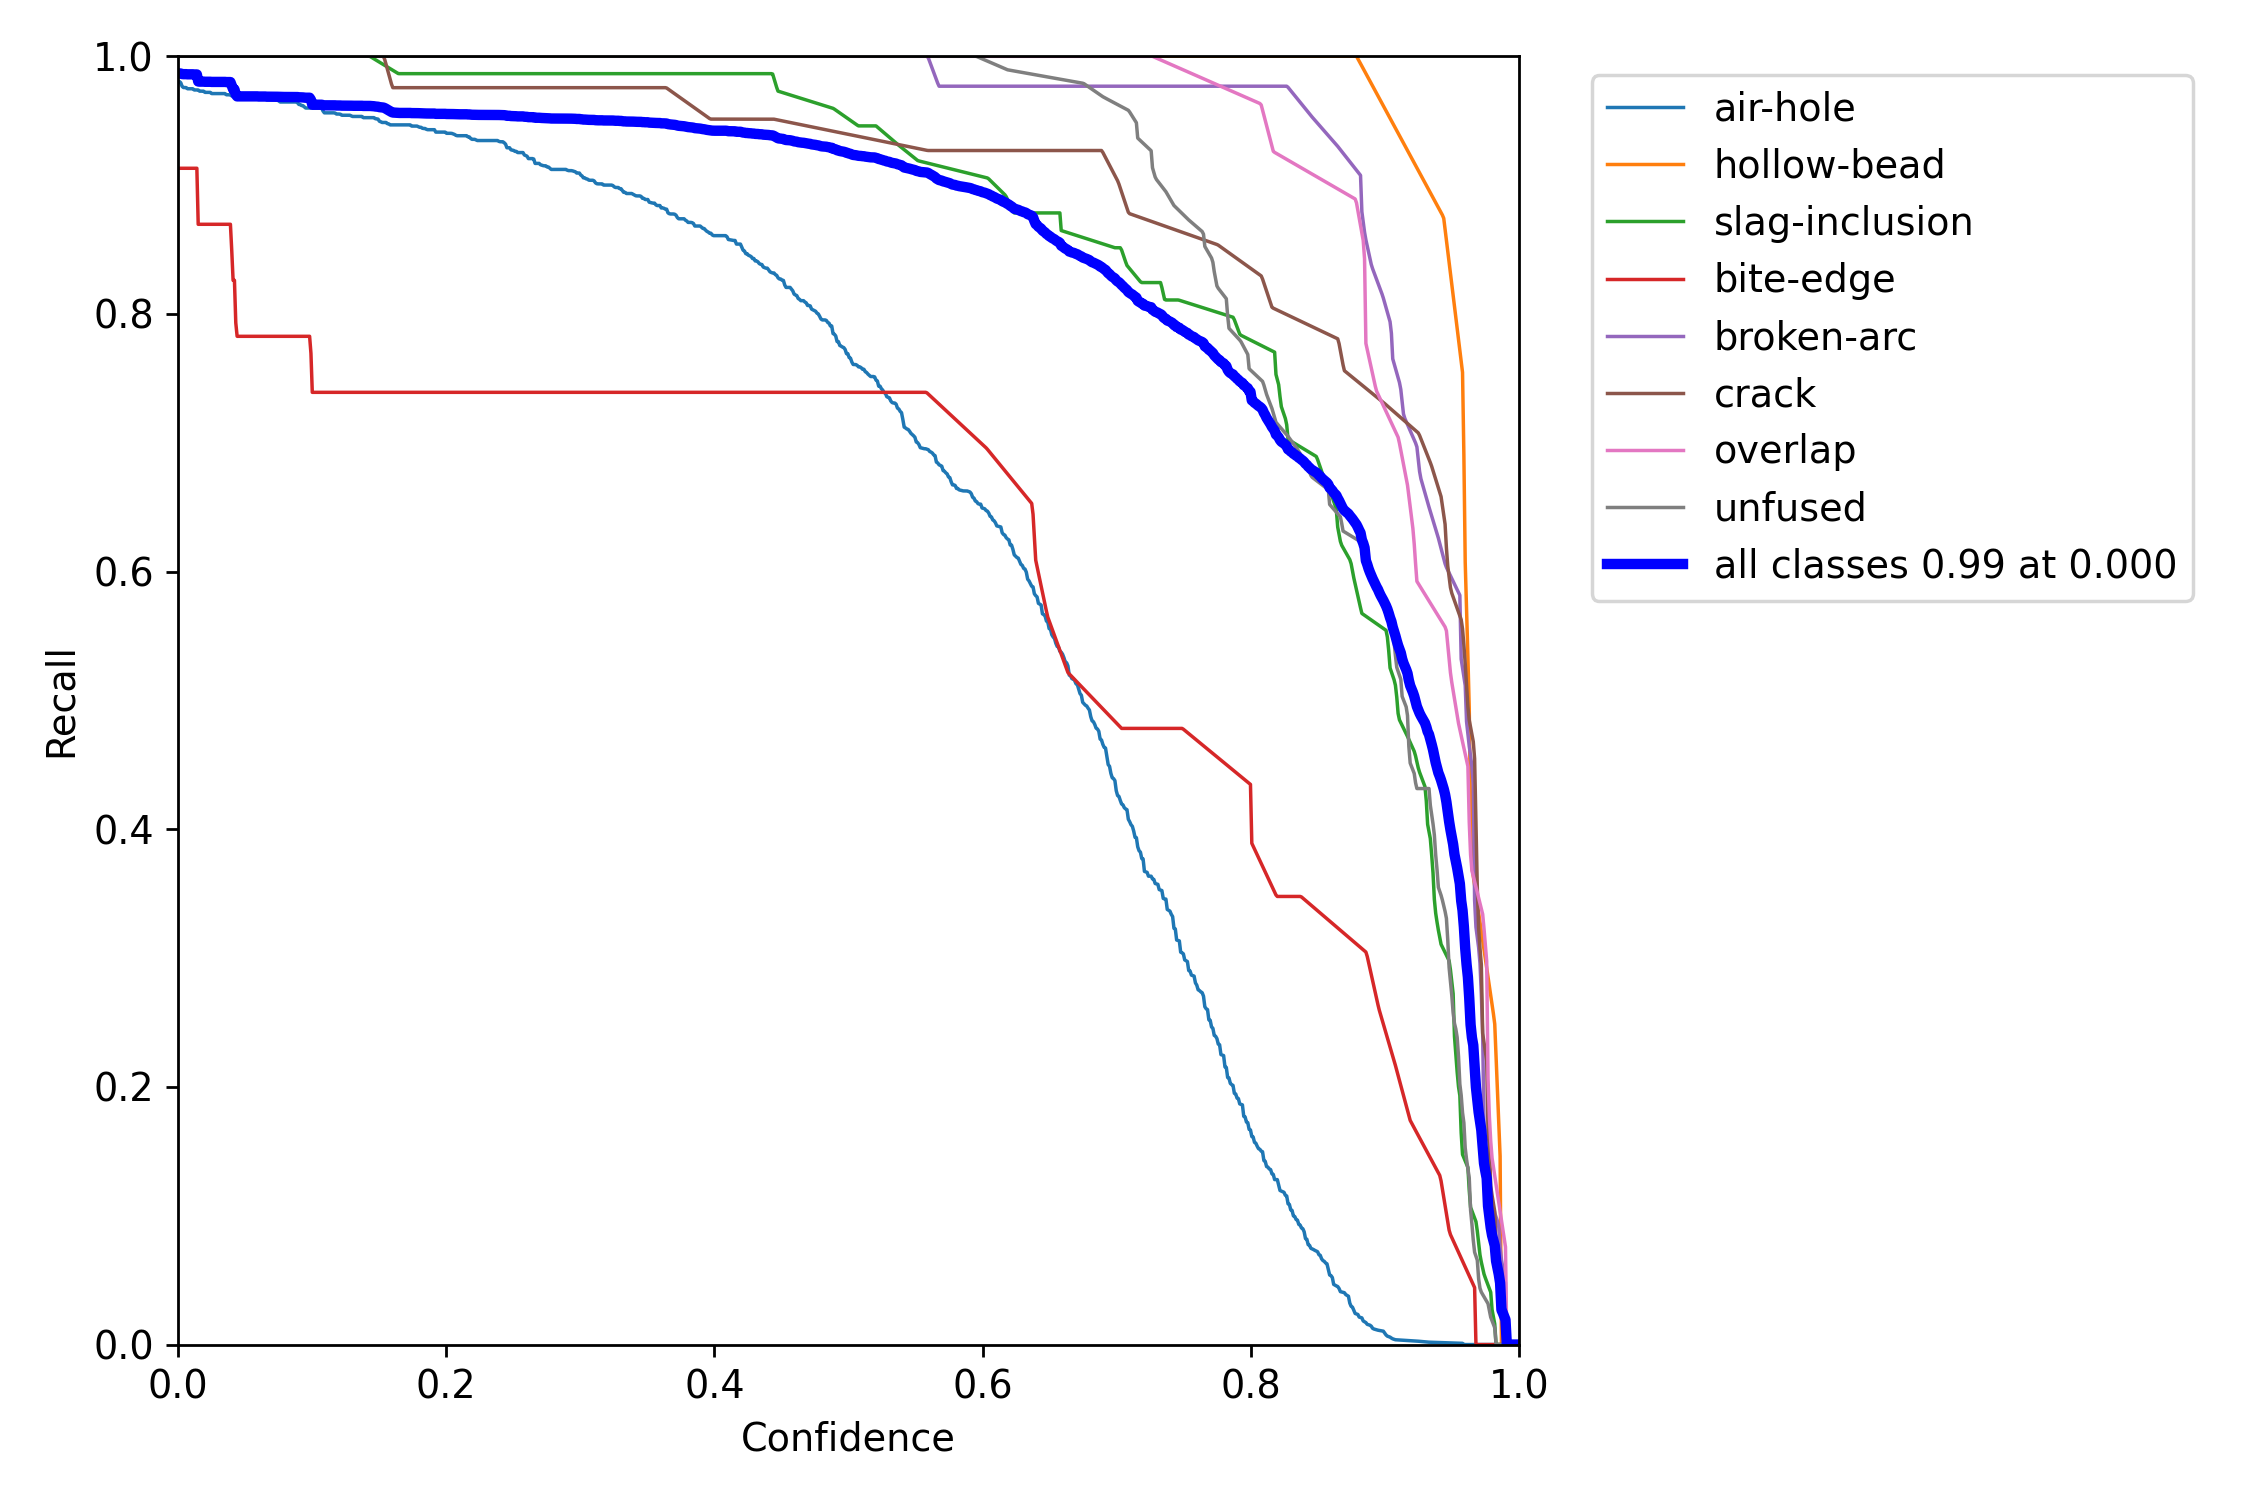 1.0
0.8
0.6
0.4
0.2
0.0
Recall
0.0 0.2 0.4 0.6 0.8 1.0
Confidence
air-hole
hollow-bead
slag-inclusion
bite-edge
broken-arc
crack
overlap
unfused
all classes 0.99 at 0.000